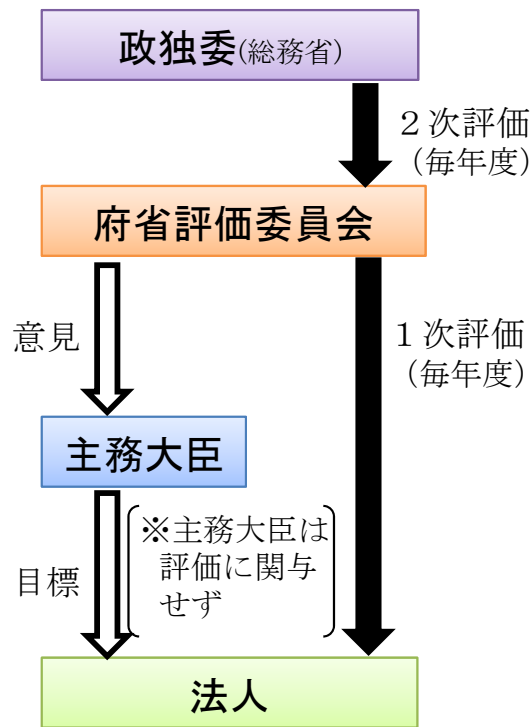 政独委(総務省)
２次評価
（毎年度）
府省評価委員会
意見
１次評価
（毎年度）
主務大臣
※主務大臣は
評価に関与
せず
目標
法人